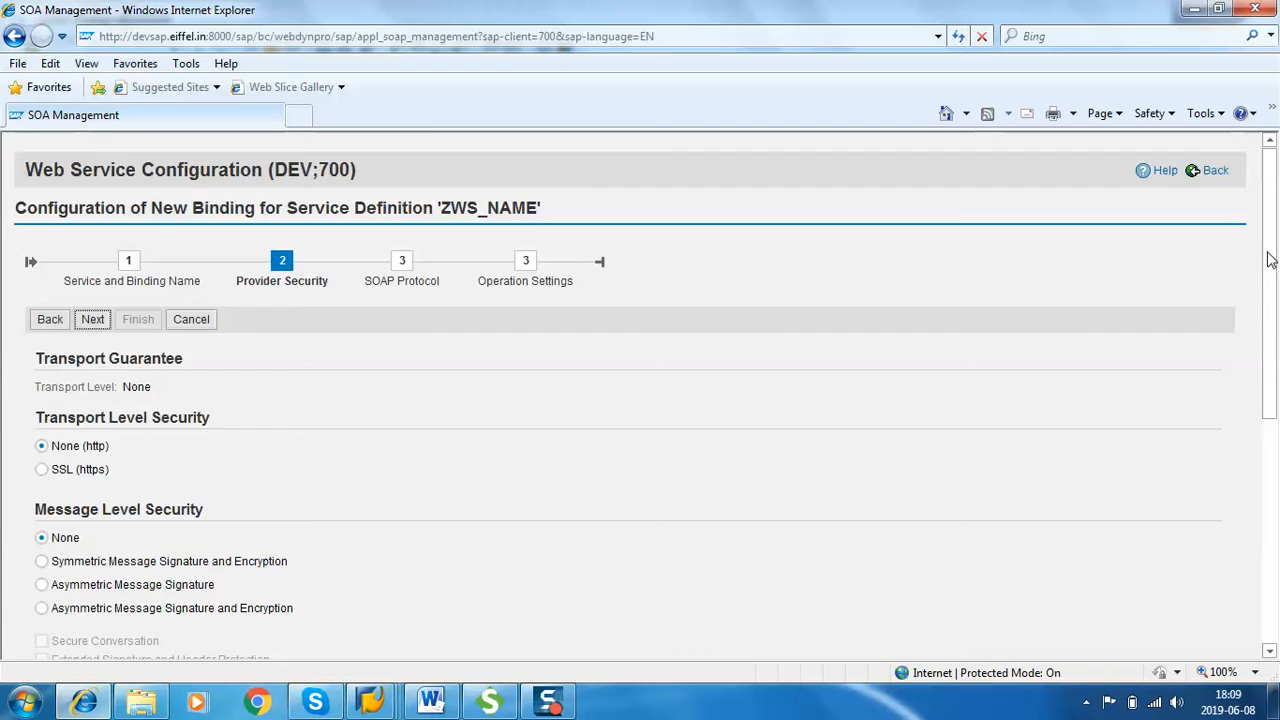 SOA Management - Windows Internet Explorer
http://devsap.eiffel.in:8000/sap/bc/webdynpro/sap/appl_soap_management?sap-client=700&sap-language=EN
Bing
File Edit View Favorites Tools Help
Favorites Suggested Sites Web Slice Gallery
SOA Management
Page Safety Tools
Web Service Configuration (DEV;700)
Help Back
Configuration of New Binding for Service Definition 'ZWS_NAME'
1 2 3 3
Service and Binding Name Provider Security SOAP Protocol Operation Settings
Back Next Finish Cancel
Transport Guarantee
Transport Level: None
Transport Level Security
None (http)
SSL (https)
Message Level Security
None
Symmetric Message Signature and Encryption
Asymmetric Message Signature
Asymmetric Message Signature and Encryption
Secure Conversation
Extended Signature and Header Protection
Internet | Protected Mode: On
100%
18:09
2019-06-08